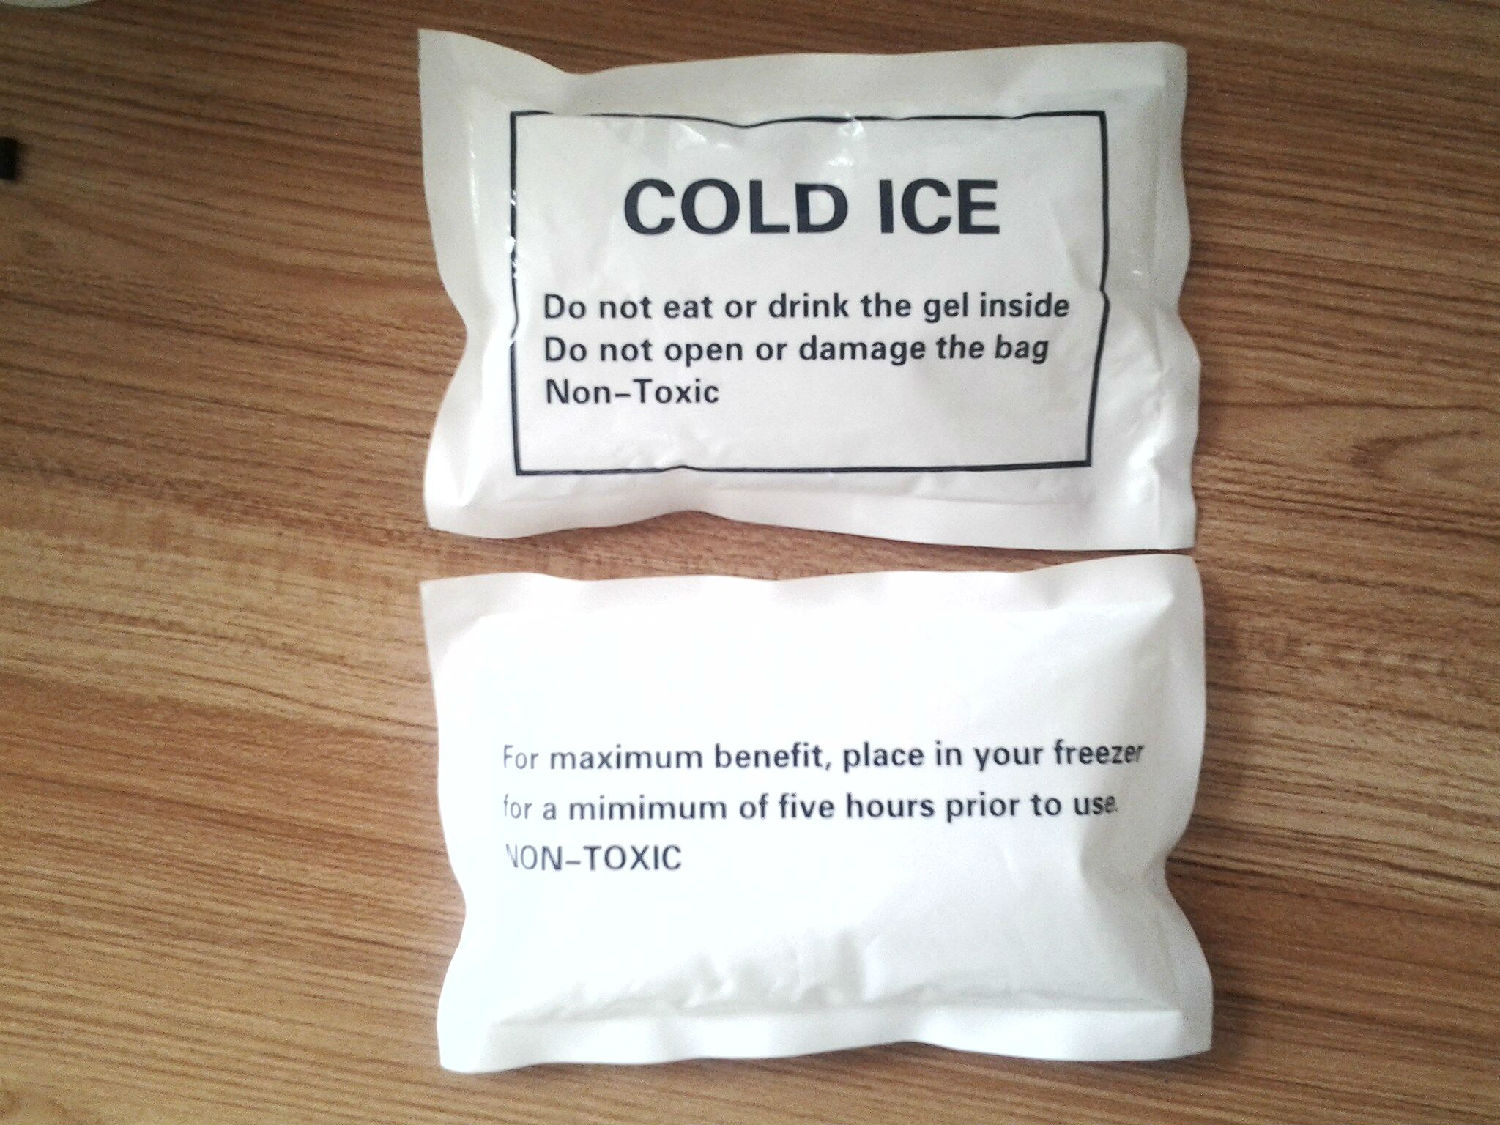 COLD ICE
Do not eat or drink the gel inside
Do not open or damage the bag
Non-Toxic
For maximum benefit, place in your freezer
for a mimimum of five hours prior to use.
NON-TOXIC